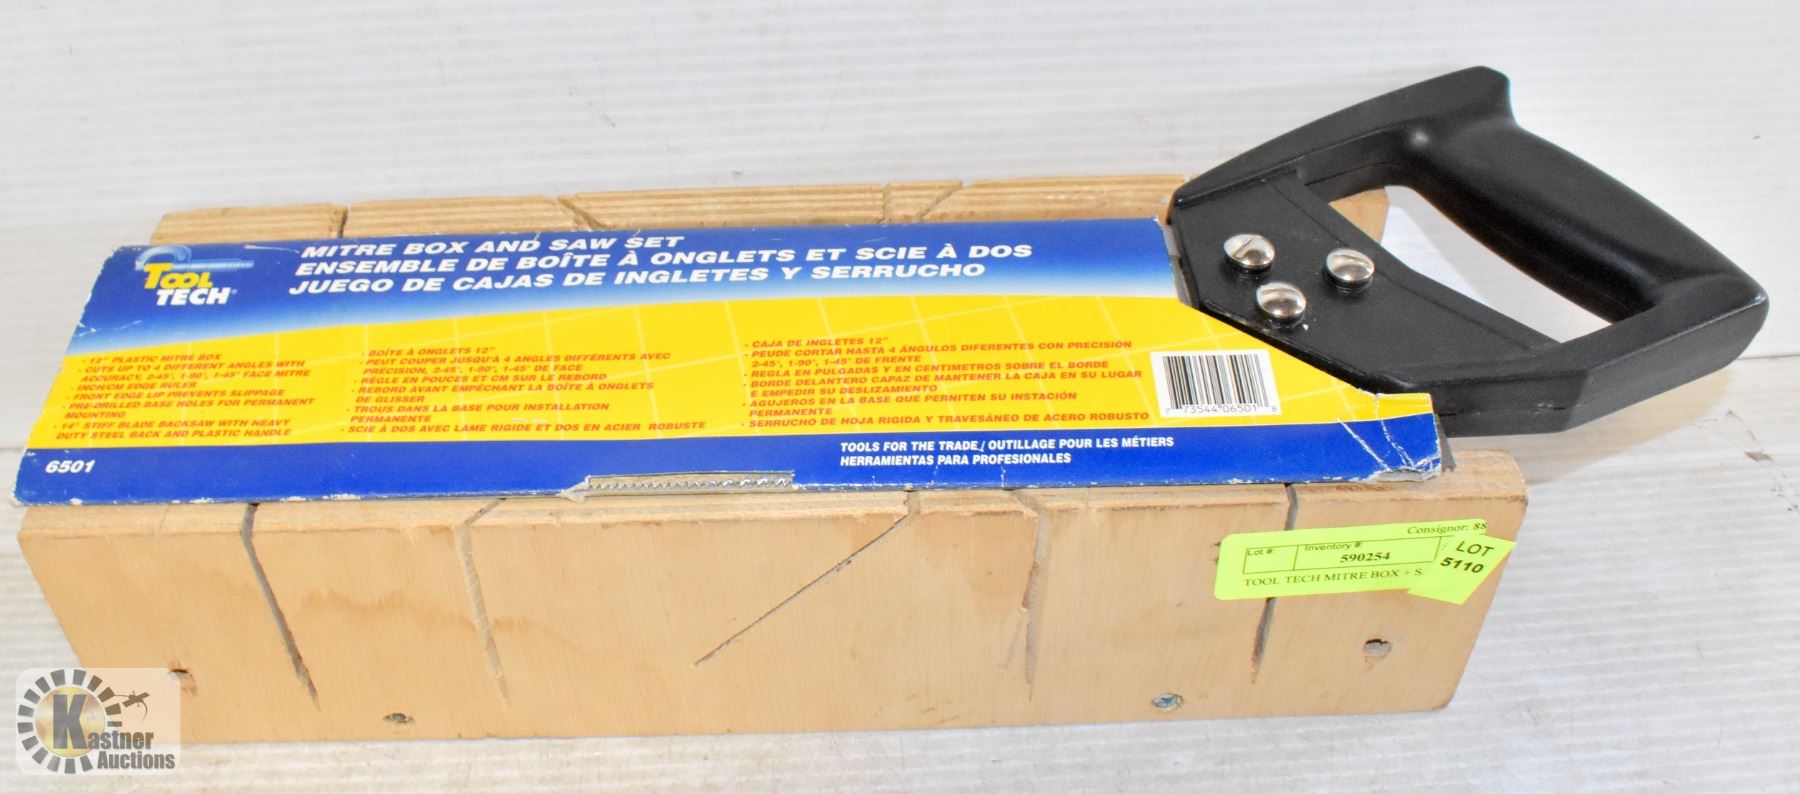 MITRE BOX AND SAW SET
ENSEMBLE DE BOÎTE À ONGLETS ET SCIE À DOS
JUEGO DE CAJAS DE INGLETES Y SERRUCHO
TOOL
TECH
· 12" PLASTIC MITRE BOX
· CUTS UP TO 4 DIFFERENT ANGLES WITH
ACCURACY, 2-45°, 1-90°, 1-45° FACE MITRE
· INCH/CM EDGE RULER
· FRONT EDGE LIP PREVENTS SLIPPAGE
· PRE-DRILLED BASE HOLES FOR PERMANENT
MOUNTING
· 14" STIFF BLADE BACKSAW WITH HEAVY
DUTY STEEL BACK AND PLASTIC HANDLE
· BOÎTE À ONGLETS 12"
· PEUT COUPER JUSQU'À 4 ANGLES DIFFÉRENTS AVEC
PRÉCISION, 2-45°, 1-90°, 1-45° DE FACE
· RÈGLE EN POUCES ET CM SUR LE REBORD
· REBORD AVANT EMPÊCHANT LA BOÎTE À ONGLETS
DE GLISSER
· TROUS DANS LA BASE POUR INSTALLATION
PERMANENTE
· SCIE À DOS AVEC LAME RIGIDE ET DOS EN ACIER ROBUSTE
· CAJA DE INGLETES 12"
· PEUDE CORTAR HASTA 4 ÁNGULOS DIFERENTES CON PRECISIÓN
2-45°, 1-90°, 1-45° DE FRENTE
· REGLA EN PULGADAS Y EN CENTIMETROS SOBRE EL BORDE
· BORDE DELANTERO CAPAZ DE MANTENER LA CAJA EN SU LUGAR
E EMPEDIR SU DESLIZAMIENTO
· AGUJEROS EN LA BASE QUE PERNITEN SU INSTACIÓN
PERMANENTE
· SERRUCHO DE HOJA RIGIDA Y TRAVESÁNEO DE ACERO ROBUSTO
7 73544 06501 8
6501
TOOLS FOR THE TRADE / OUTILLAGE POUR LES MÉTIERS
HERRAMIENTAS PARA PROFESIONALES
Consignor: 88
Lot #:
Inventory #:
590254
TOOL TECH MITRE BOX + S
LOT
5110
Kastner
Auctions